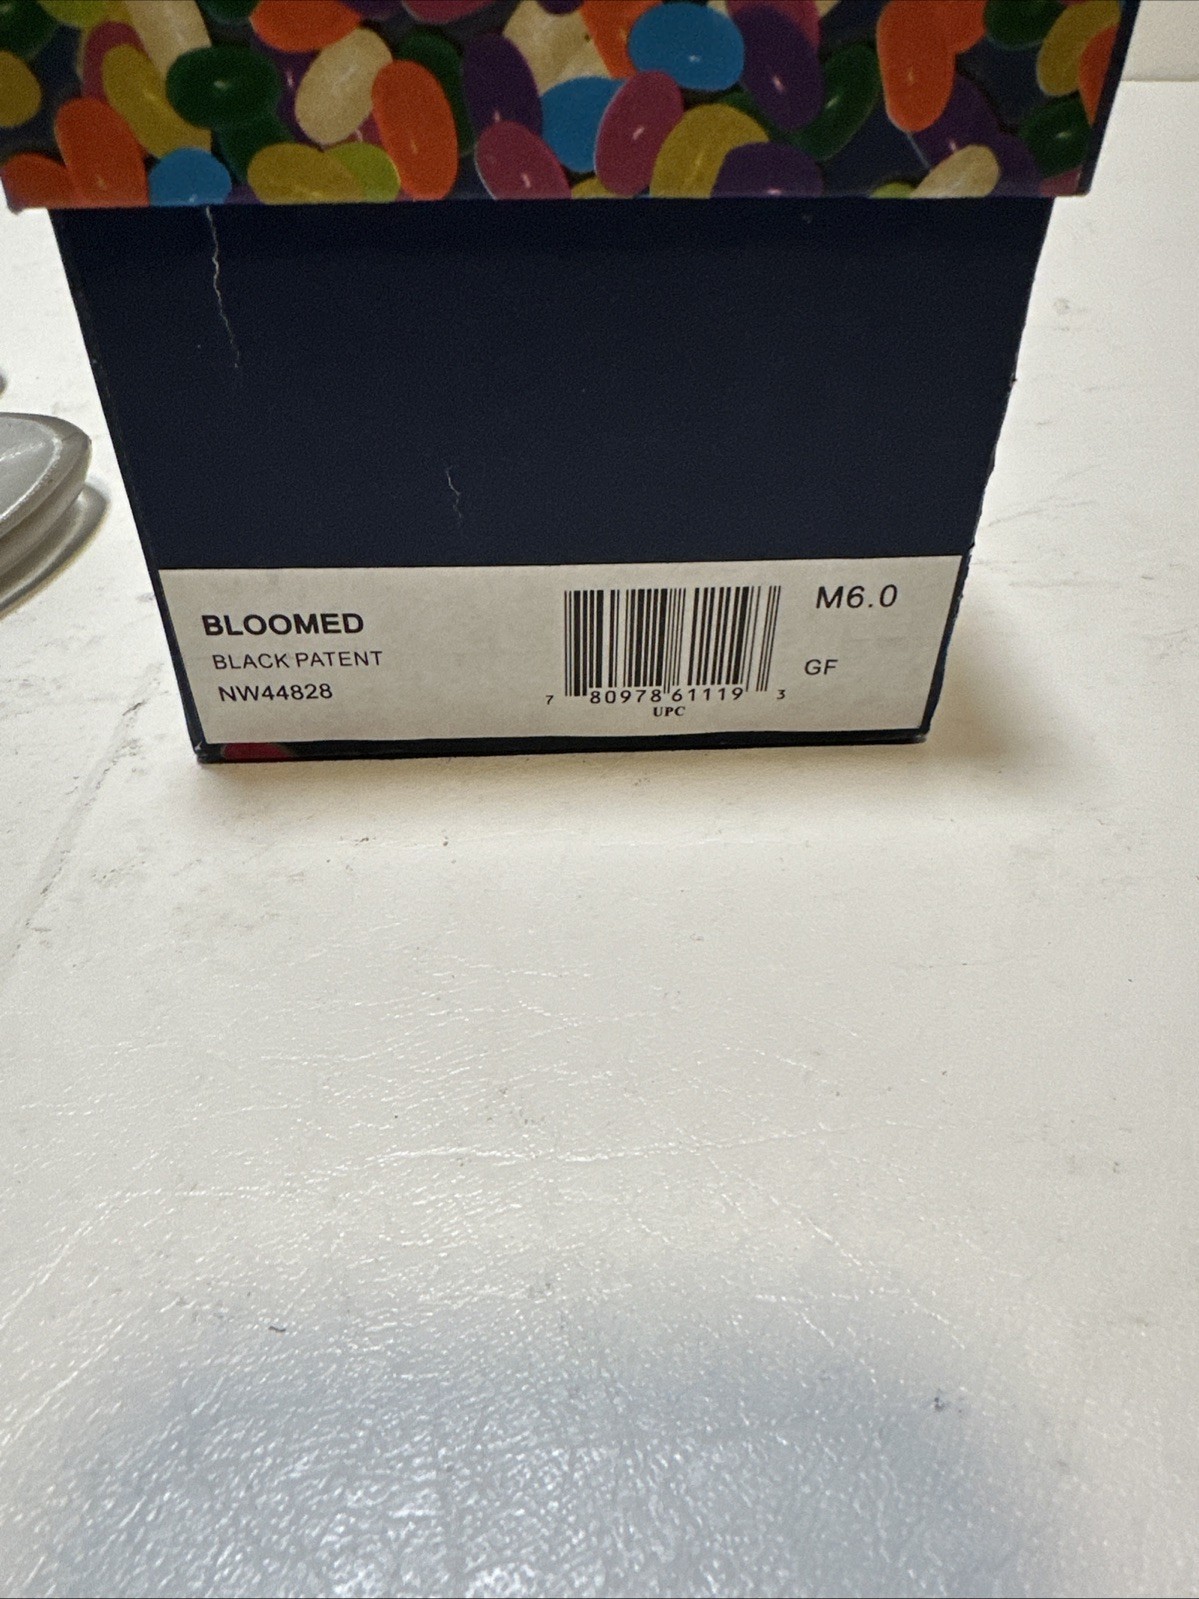 BLOOMED
BLACK PATENT
NW44828
7 80978 61119 3
UPC
M6.0
GF